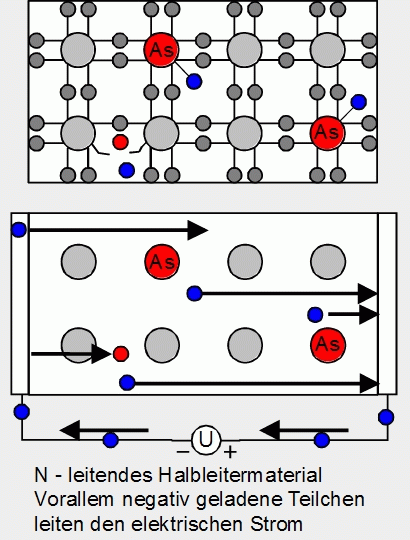 As
As
As
As
− U +
N - leitendes Halbleitermaterial
Vorallem negativ geladene Teilchen
leiten den elektrischen Strom